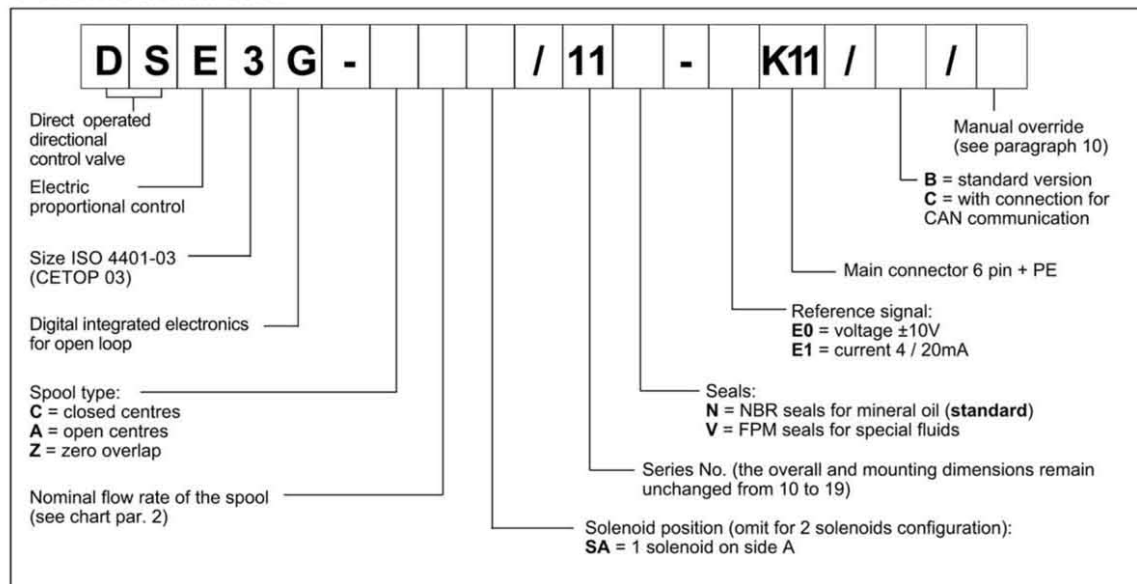 DSE3G - / 11 - K11 / /
Direct operated
directional
control valve
Electric
proportional control
Size ISO 4401-03
(CETOP 03)
Digital integrated electronics
for open loop
Spool type:
C = closed centres
A = open centres
Z = zero overlap
Nominal flow rate of the spool
(see chart par. 2)
Manual override
(see paragraph 10)
B = standard version
C = with connection for
CAN communication
Main connector 6 pin + PE
Reference signal:
E0 = voltage ±10V
E1 = current 4 / 20mA
Seals:
N = NBR seals for mineral oil (standard)
V = FPM seals for special fluids
Series No. (the overall and mounting dimensions remain
unchanged from 10 to 19)
Solenoid position (omit for 2 solenoids configuration):
SA = 1 solenoid on side A